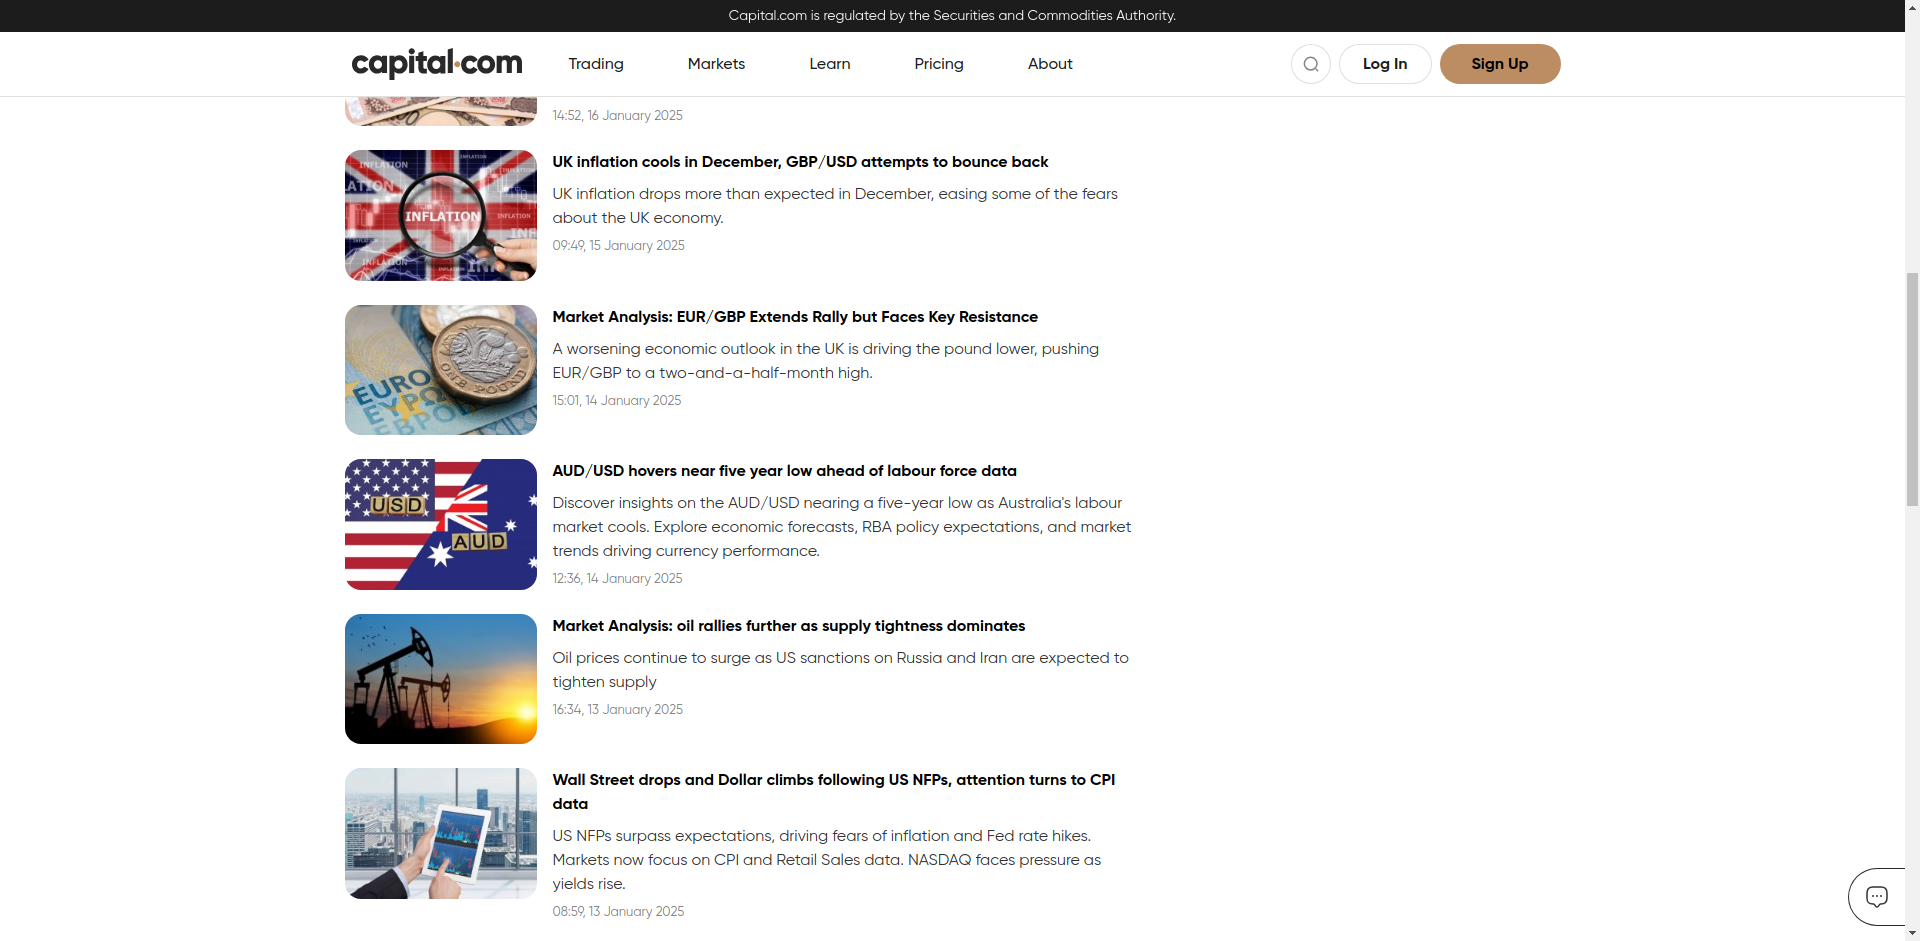 Capital.com is regulated by the Securities and Commodities Authority.
capital.com
Trading
Markets
Learn
Pricing
About
Log In
Sign Up
14:52, 16 January 2025
INFLATION
UK inflation cools in December, GBP/USD attempts to bounce back
UK inflation drops more than expected in December, easing some of the fears
about the UK economy.
09:49, 15 January 2025
EURO
ΕΥΡΩ
ONE POUND
Market Analysis: EUR/GBP Extends Rally but Faces Key Resistance
A worsening economic outlook in the UK is driving the pound lower, pushing
EUR/GBP to a two-and-a-half-month high.
15:01, 14 January 2025
USD
AUD
AUD/USD hovers near five year low ahead of labour force data
Discover insights on the AUD/USD nearing a five-year low as Australia's labour
market cools. Explore economic forecasts, RBA policy expectations, and market
trends driving currency performance.
12:36, 14 January 2025
Market Analysis: oil rallies further as supply tightness dominates
Oil prices continue to surge as US sanctions on Russia and Iran are expected to
tighten supply
16:34, 13 January 2025
Wall Street drops and Dollar climbs following US NFPs, attention turns to CPI
data
US NFPs surpass expectations, driving fears of inflation and Fed rate hikes.
Markets now focus on CPI and Retail Sales data. NASDAQ faces pressure as
yields rise.
08:59, 13 January 2025